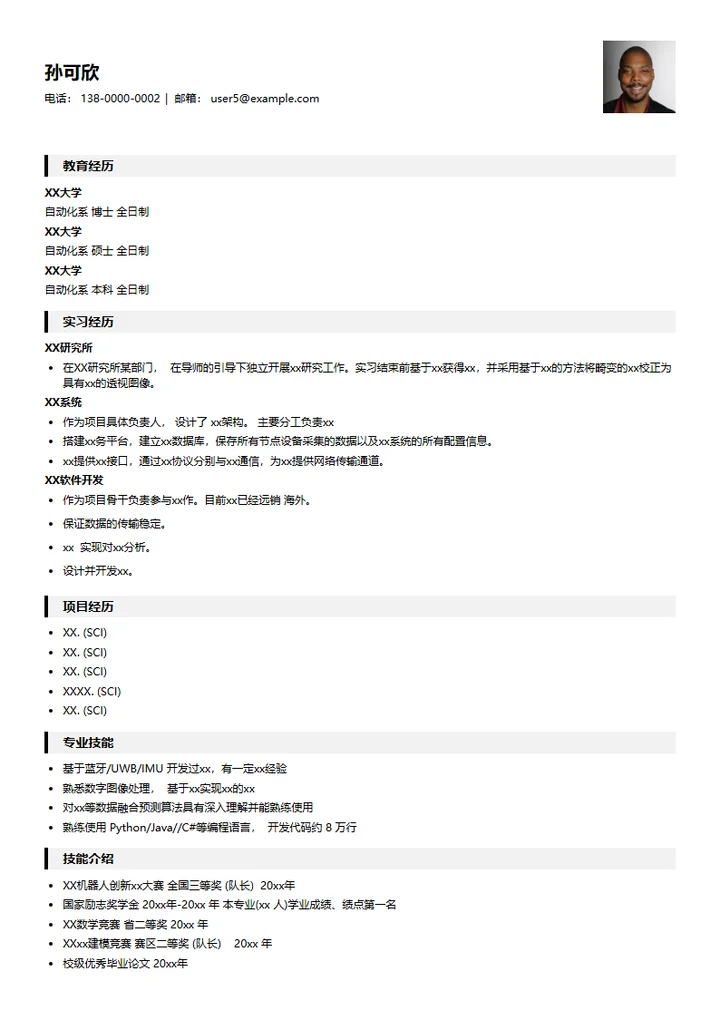 孙可欣
电话： 138-0000-0002 | 邮箱： user5@example.com
教育经历
XX大学
自动化系 博士 全日制
XX大学
自动化系 硕士 全日制
XX大学
自动化系 本科 全日制
实习经历
XX研究所
• 在XX研究所某部门， 在导师的引导下独立开展xx研究工作。实习结束前基于xx获得xx，并采用基于xx的方法将畸变的xx校正为
具有xx的透视图像。
XX系统
• 作为项目具体负责人， 设计了 xx架构。 主要分工负责xx
• 搭建xx务平台，建立xx数据库，保存所有节点设备采集的数据以及xx系统的所有配置信息。
• xx提供xx接口，通过xx协议分别与xx通信，为xx提供网络传输通道。
XX软件开发
• 作为项目骨干负责参与xx作。目前xx已经远销 海外。
• 保证数据的传输稳定。
• xx 实现对xx分析。
• 设计并开发xx。
项目经历
• XX. (SCI)
• XX. (SCI)
• XX. (SCI)
• XXXX. (SCI)
• XX. (SCI)
专业技能
• 基于蓝牙/UWB/IMU 开发过xx，有一定xx经验
• 熟悉数字图像处理， 基于xx实现xx的xx
• 对xx等数据融合预测算法具有深入理解并能熟练使用
• 熟练使用 Python/Java//C#等编程语言， 开发代码约 8 万行
技能介绍
• XX机器人创新xx大赛 全国三等奖 (队长) 20xx年
• 国家励志奖学金 20xx年-20xx 年 本专业(xx 人)学业成绩、绩点第一名
• XX数学竞赛 省二等奖 20xx 年
• XXxx建模竞赛 赛区二等奖 (队长) 20xx 年
• 校级优秀毕业论文 20xx年